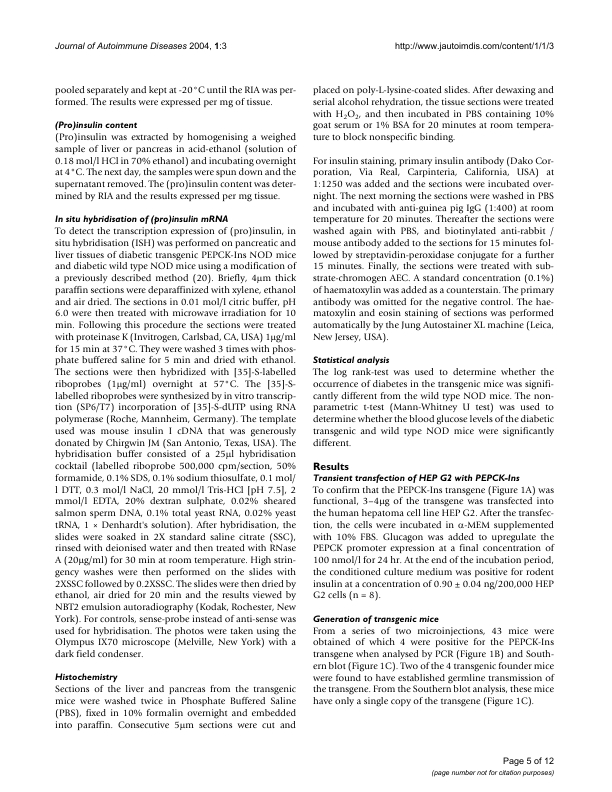 Journal of Autoimmune Diseases 2004, 1:3
http://www.jautoimdis.com/content/1/1/3
pooled separately and kept at -20°C until the RIA was per-
formed. The results were expressed per mg of tissue.
(Pro)insulin content
(Pro)insulin was extracted by homogenising a weighed
sample of liver or pancreas in acid-ethanol (solution of
0.18 mol/l HCl in 70% ethanol) and incubating overnight
at 4°C. The next day, the samples were spun down and the
supernatant removed. The (pro)insulin content was deter-
mined by RIA and the results expressed per mg tissue.
In situ hybridisation of (pro)insulin mRNA
To detect the transcription expression of (pro)insulin, in
situ hybridisation (ISH) was performed on pancreatic and
liver tissues of diabetic transgenic PEPCK-Ins NOD mice
and diabetic wild type NOD mice using a modification of
a previously described method (20). Briefly, 4μm thick
paraffin sections were deparaffinized with xylene, ethanol
and air dried. The sections in 0.01 mol/l citric buffer, pH
6.0 were then treated with microwave irradiation for 10
min. Following this procedure the sections were treated
with proteinase K (Invitrogen, Carlsbad, CA, USA) 1μg/ml
for 15 min at 37°C. They were washed 3 times with phos-
phate buffered saline for 5 min and dried with ethanol.
The sections were then hybridized with [35]-S-labelled
riboprobes (1μg/ml) overnight at 57°C. The [35]-S-
labelled riboprobes were synthesized by in vitro transcrip-
tion (SP6/T7) incorporation of [35]-S-dUTP using RNA
polymerase (Roche, Mannheim, Germany). The template
used was mouse insulin 1 cDNA that was generously
donated by Chirgwin JM (San Antonio, Texas, USA). The
hybridisation buffer consisted of a 25μl hybridisation
cocktail (labelled riboprobe 500,000 cpm/section, 50%
formamide, 0.1% SDS, 0.1% sodium thiosulfate, 0.1 mol/
l DTT, 0.3 mol/l NaCl, 20 mmol/l Tris-HCl [pH 7.5], 2
mmol/l EDTA, 20% dextran sulphate, 0.02% sheared
salmon sperm DNA, 0.1% total yeast RNA, 0.02% yeast
tRNA, 1 × Denhardt's solution). After hybridisation, the
slides were soaked in 2X standard saline citrate (SSC),
rinsed with deionised water and then treated with RNase
A (20μg/ml) for 30 min at room temperature. High strin-
gency washes were then performed on the slides with
2XSSC followed by 0.2XSSC. The slides were then dried by
ethanol, air dried for 20 min and the results viewed by
NBT2 emulsion autoradiography (Kodak, Rochester, New
York). For controls, sense-probe instead of anti-sense was
used for hybridisation. The photos were taken using the
Olympus IX70 microscope (Melville, New York) with a
dark field condenser.
Histochemistry
Sections of the liver and pancreas from the transgenic
mice were washed twice in Phosphate Buffered Saline
(PBS), fixed in 10% formalin overnight and embedded
into paraffin. Consecutive 5μm sections were cut and
placed on poly-L-lysine-coated slides. After dewaxing and
serial alcohol rehydration, the tissue sections were treated
with H2O2, and then incubated in PBS containing 10%
goat serum or 1% BSA for 20 minutes at room tempera-
ture to block nonspecific binding.
For insulin staining, primary insulin antibody (Dako Cor-
poration, Via Real, Carpinteria, California, USA) at
1:1250 was added and the sections were incubated over-
night. The next morning the sections were washed in PBS
and incubated with anti-guinea pig IgG (1:400) at room
temperature for 20 minutes. Thereafter the sections were
washed again with PBS, and biotinylated anti-rabbit /
mouse antibody added to the sections for 15 minutes fol-
lowed by streptavidin-peroxidase conjugate for a further
15 minutes. Finally, the sections were treated with sub-
strate-chromogen AEC. A standard concentration (0.1%)
of haematoxylin was added as a counterstain. The primary
antibody was omitted for the negative control. The hae-
matoxylin and eosin staining of sections was performed
automatically by the Jung Autostainer XL machine (Leica,
New Jersey, USA).
Statistical analysis
The log rank-test was used to determine whether the
occurrence of diabetes in the transgenic mice was signifi-
cantly different from the wild type NOD mice. The non-
parametric t-test (Mann-Whitney U test) was used to
determine whether the blood glucose levels of the diabetic
transgenic and wild type NOD mice were significantly
different.
Results
Transient transfection of HEP G2 with PEPCK-Ins
To confirm that the PEPCK-Ins transgene (Figure 1A) was
functional, 3–4μg of the transgene was transfected into
the human hepatoma cell line HEP G2. After the transfec-
tion, the cells were incubated in α-MEM supplemented
with 10% FBS. Glucagon was added to upregulate the
PEPCK promoter expression at a final concentration of
100 nmol/l for 24 hr. At the end of the incubation period,
the conditioned culture medium was positive for rodent
insulin at a concentration of 0.90 ± 0.04 ng/200,000 HEP
G2 cells (n = 8).
Generation of transgenic mice
From a series of two microinjections, 43 mice were
obtained of which 4 were positive for the PEPCK-Ins
transgene when analysed by PCR (Figure 1B) and South-
ern blot (Figure 1C). Two of the 4 transgenic founder mice
were found to have established germline transmission of
the transgene. From the Southern blot analysis, these mice
have only a single copy of the transgene (Figure 1C).
Page 5 of 12
(page number not for citation purposes)